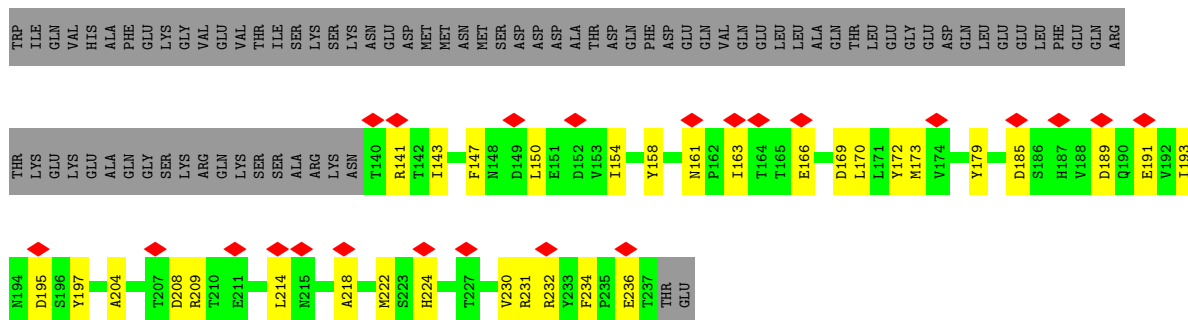 TRP ILE GLN VAL HIS ALA PHE GLU LYS GLY VAL GLU VAL THR ILE SER LYS SER LYS ASN GLU ASP MET MET ASN MET SER ASP ASP ASP ALA THR ASP GLN PHE ASP GLU GLN VAL GLN GLU LEU LEU ALA GLN THR LEU GLU GLY GLU ASP GLN LEU GLU GLU LEU PHE GLU GLN ARG
THR LYS GLU LYS GLU ALA GLN GLY SER LYS ARG GLN LYS SER SER ALA ARG LYS ASN T140 R141 T142 I143 F147 N148 D149 L150 E151 D152 V153 I154 Y158 N161 P162 I163 T164 T165 E166 D169 L170 L171 Y172 M173 V174 Y179 D185 S186 H187 V188 D189 Q190 E191 V192 I193
N194 D195 S196 Y197 A204 T207 D208 R209 T210 E211 L214 N215 A218 M222 S223 H224 T227 V230 R231 R232 Y233 F234 P235 E236 T237 THR GLU